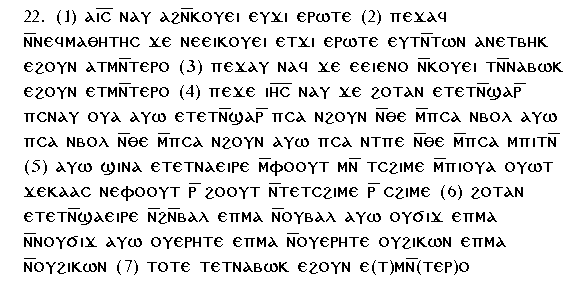 22. (1) ⲁⲓ̅ⲥ̅ ⲛⲁⲩ ⲁϩⲛ̅ⲕⲟⲩⲉⲓ ⲉⲩϫⲓ ⲉⲣⲱⲧⲉ (2) ⲡⲉϫⲁϥ
ⲛ̅ⲛⲉϥⲙⲁⲑⲏⲧⲏⲥ ϫⲉ ⲛⲉⲉⲓⲕⲟⲩⲉⲓ ⲉⲧϫⲓ ⲉⲣⲱⲧⲉ ⲉⲩⲧⲛ̅ⲧⲱⲛ ⲁⲛⲉⲧⲃⲏⲕ
ⲉϩⲟⲩⲛ ⲁⲧⲙⲛ̅ⲧⲉⲣⲟ (3) ⲡⲉϫⲁⲩ ⲛⲁϥ ϫⲉ ⲉⲉⲓⲉⲛⲟ ⲛ̅ⲕⲟⲩⲉⲓ ⲧⲛ̅ⲛⲁⲃⲱⲕ
ⲉϩⲟⲩⲛ ⲉⲧⲙⲛ̅ⲧⲉⲣⲟ (4) ⲡⲉϫⲉ ⲓⲏ̅ⲥ̅ ⲛⲁⲩ ϫⲉ ϩⲟⲧⲁⲛ ⲉⲧⲉⲧⲛ̅ϣⲁⲣ̅
ⲡⲥⲛⲁⲩ ⲟⲩⲁ ⲁⲩⲱ ⲉⲧⲉⲧⲛ̅ϣⲁⲣ̅ ⲡⲥⲁ ⲛϩⲟⲩⲛ ⲛ̅ⲑⲉ ⲙ̅ⲡⲥⲁ ⲛⲃⲟⲗ ⲁⲩⲱ
ⲡⲥⲁ ⲛⲃⲟⲗ ⲛ̅ⲑⲉ ⲙ̅ⲡⲥⲁ ⲛϩⲟⲩⲛ ⲁⲩⲱ ⲡⲥⲁ ⲛⲧⲡⲉ ⲛ̅ⲑⲉ ⲙ̅ⲡⲥⲁ ⲙⲡⲓⲧⲛ̅
(5) ⲁⲩⲱ ϣⲓⲛⲁ ⲉⲧⲉⲧⲛⲁⲉⲓⲣⲉ ⲙ̅ⲫⲟⲟⲩⲧ ⲙⲛ̅ ⲧⲥϩⲓⲙⲉ ⲙ̅ⲡⲓⲟⲩⲁ ⲟⲩⲱⲧ
ϫⲉⲕⲁⲁⲥ ⲛⲉⲫⲟⲟⲩⲧ ⲣ̅ ϩⲟⲟⲩⲧ ⲛ̅ⲧⲉⲧⲥϩⲓⲙⲉ ⲣ̅ ⲥϩⲓⲙⲉ (6) ϩⲟⲧⲁⲛ
ⲉⲧⲉⲧⲛ̅ϣⲁⲉⲓⲣⲉ ⲛ̅ϩⲛ̅ⲃⲁⲗ ⲉⲡⲙⲁ ⲛ̅ⲟⲩⲃⲁⲗ ⲁⲩⲱ ⲟⲩϭⲓϫ ⲉⲡⲙⲁ
ⲛ̅ⲛⲟⲩϭⲓϫ ⲁⲩⲱ ⲟⲩⲉⲣⲏⲧⲉ ⲉⲡⲙⲁ ⲛ̅ⲟⲩⲉⲣⲏⲧⲉ ⲟⲩϩⲓⲕⲱⲛ ⲉⲡⲙⲁ
ⲛ̅ⲟⲩϩⲓⲕⲱⲛ (7) ⲧⲟⲧⲉ ⲧⲉⲧⲛⲁⲃⲱⲕ ⲉϩⲟⲩⲛ ⲉ(ⲧ)ⲙⲛ̅(ⲧⲉⲣ)ⲟ